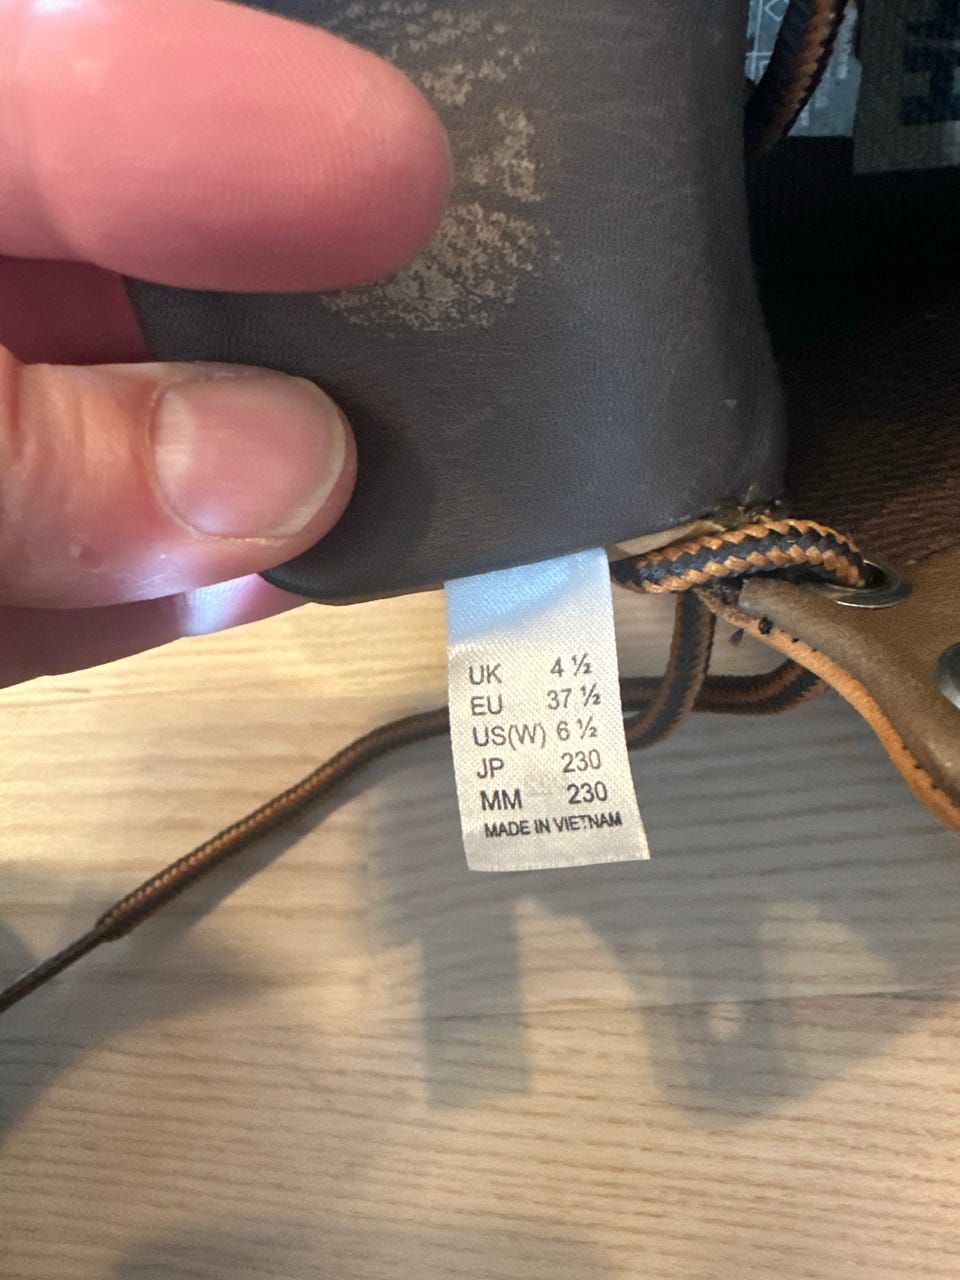 UK 4 ½
EU 37 ½
US(W) 6 ½
JP 230
MM 230
MADE IN VIETNAM